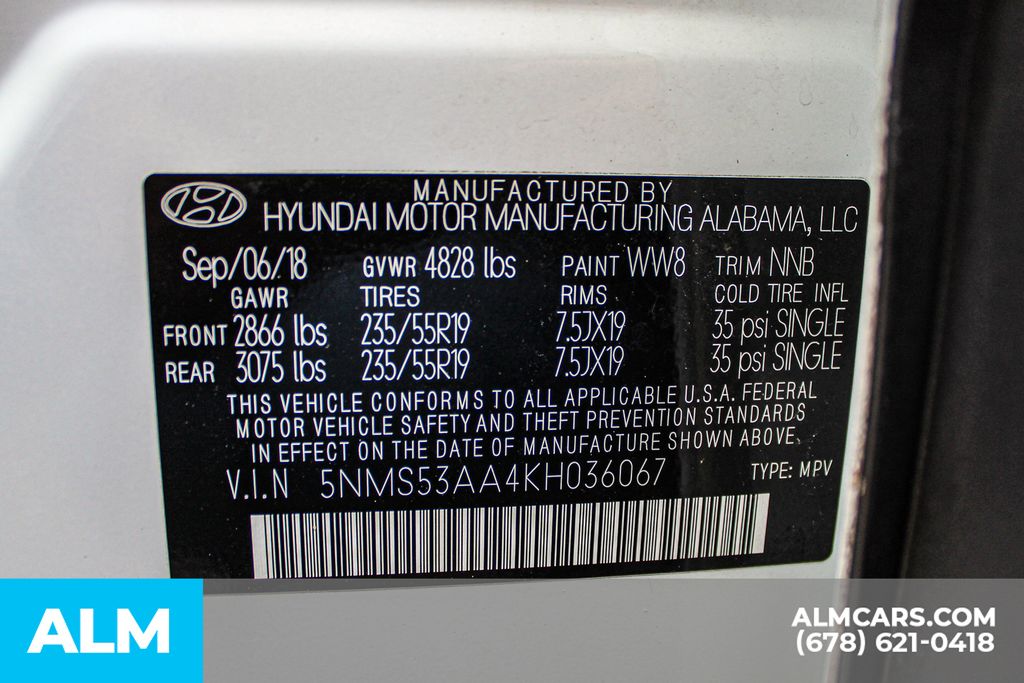 MANUFACTURED BY
HYUNDAI MOTOR MANUFACTURING ALABAMA, LLC
Sep/06/18 GVWR 4828 lbs PAINT WW8 TRIM NNB
GAWR TIRES RIMS COLD TIRE INFL
FRONT 2866 lbs 235/55R19 7.5JX19 35 psi SINGLE
REAR 3075 lbs 235/55R19 7.5JX19 35 psi SINGLE
THIS VEHICLE CONFORMS TO ALL APPLICABLE U.S.A. FEDERAL
MOTOR VEHICLE SAFETY AND THEFT PREVENTION STANDARDS
IN EFFECT ON THE DATE OF MANUFACTURE SHOWN ABOVE.
V.I.N 5NMS53AA4KH036067 TYPE: MPV
ALM
ALMCARS.COM
(678) 621-0418